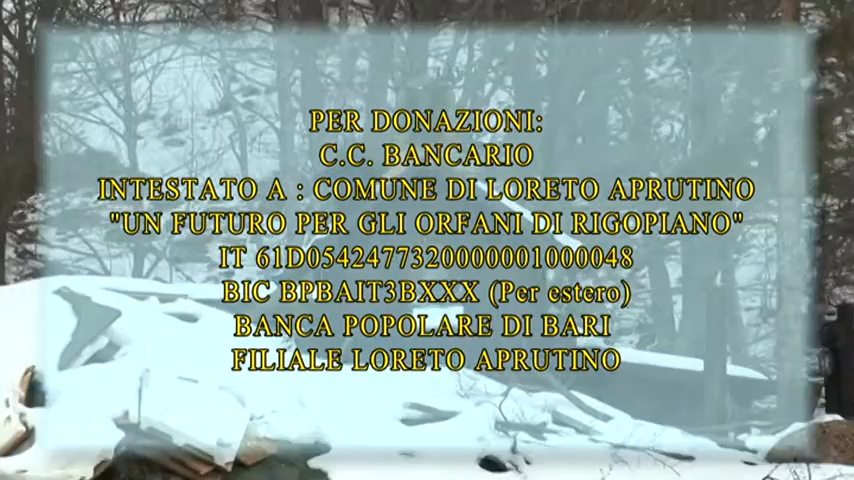 PER DONAZIONI:
C.C. BANCARIO
INTESTATO A : COMUNE DI LORETO APRUTINO
"UN FUTURO PER GLI ORFANI DI RIGOPIANO"
IT 61D0542477320000001000048
BIC BPBAIT3BXXX (Per estero)
BANCA POPOLARE DI BARI
FILIALE LORETO APRUTINO